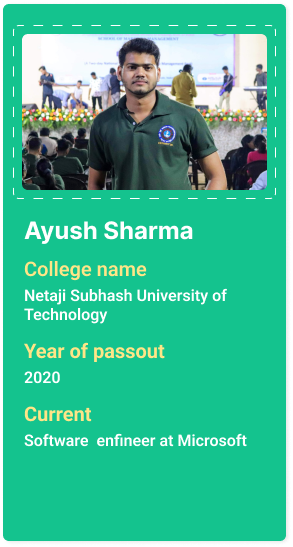 Ayush Sharma
College name
Netaji Subhash University of
Technology
Year of passout
2020
Current
Software  enfineer at Microsoft